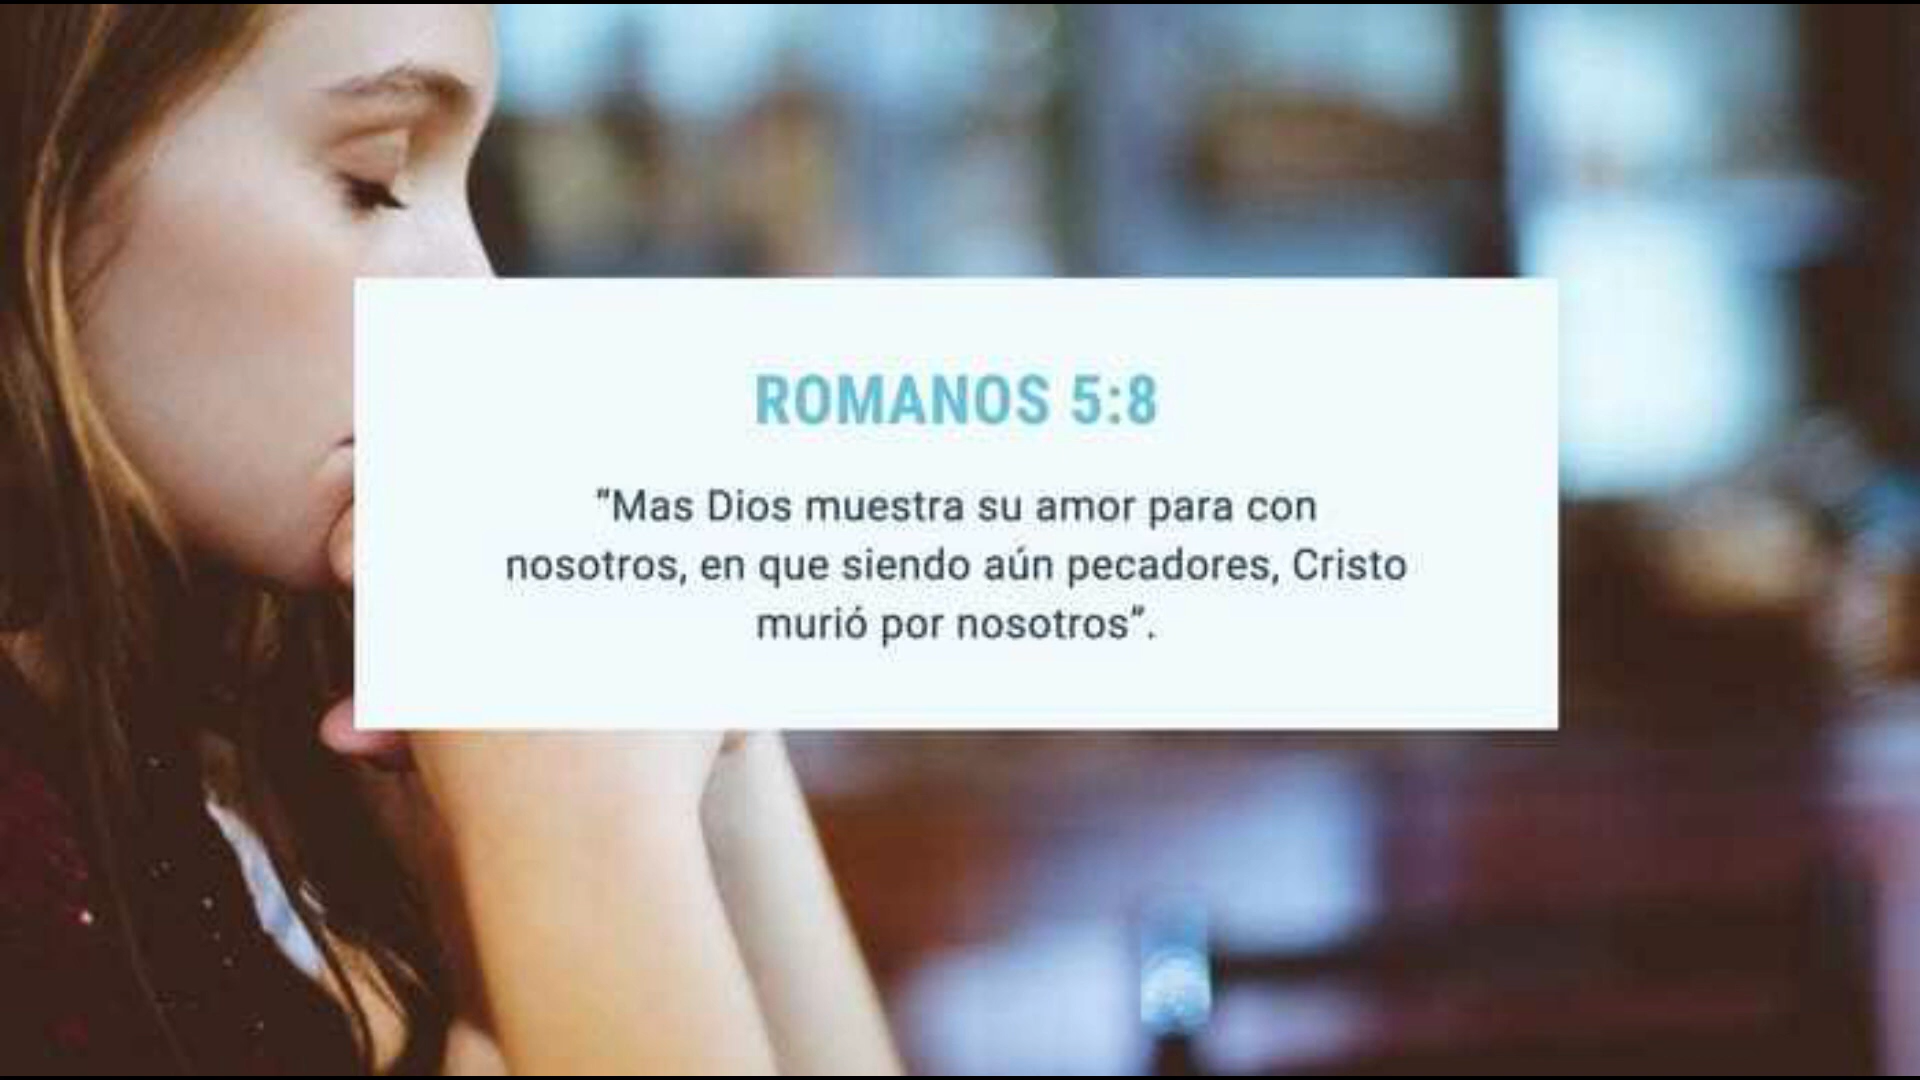 ROMANOS 5:8
“Mas Dios muestra su amor para con
nosotros, en que siendo aún pecadores, Cristo
murió por nosotros”.